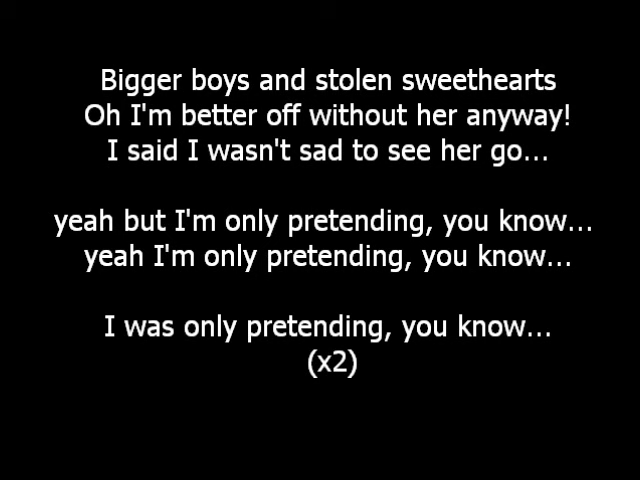 Bigger boys and stolen sweethearts
Oh I'm better off without her anyway!
I said I wasn't sad to see her go...
yeah but I'm only pretending, you know...
yeah I'm only pretending, you know...
I was only pretending, you know...
(x2)